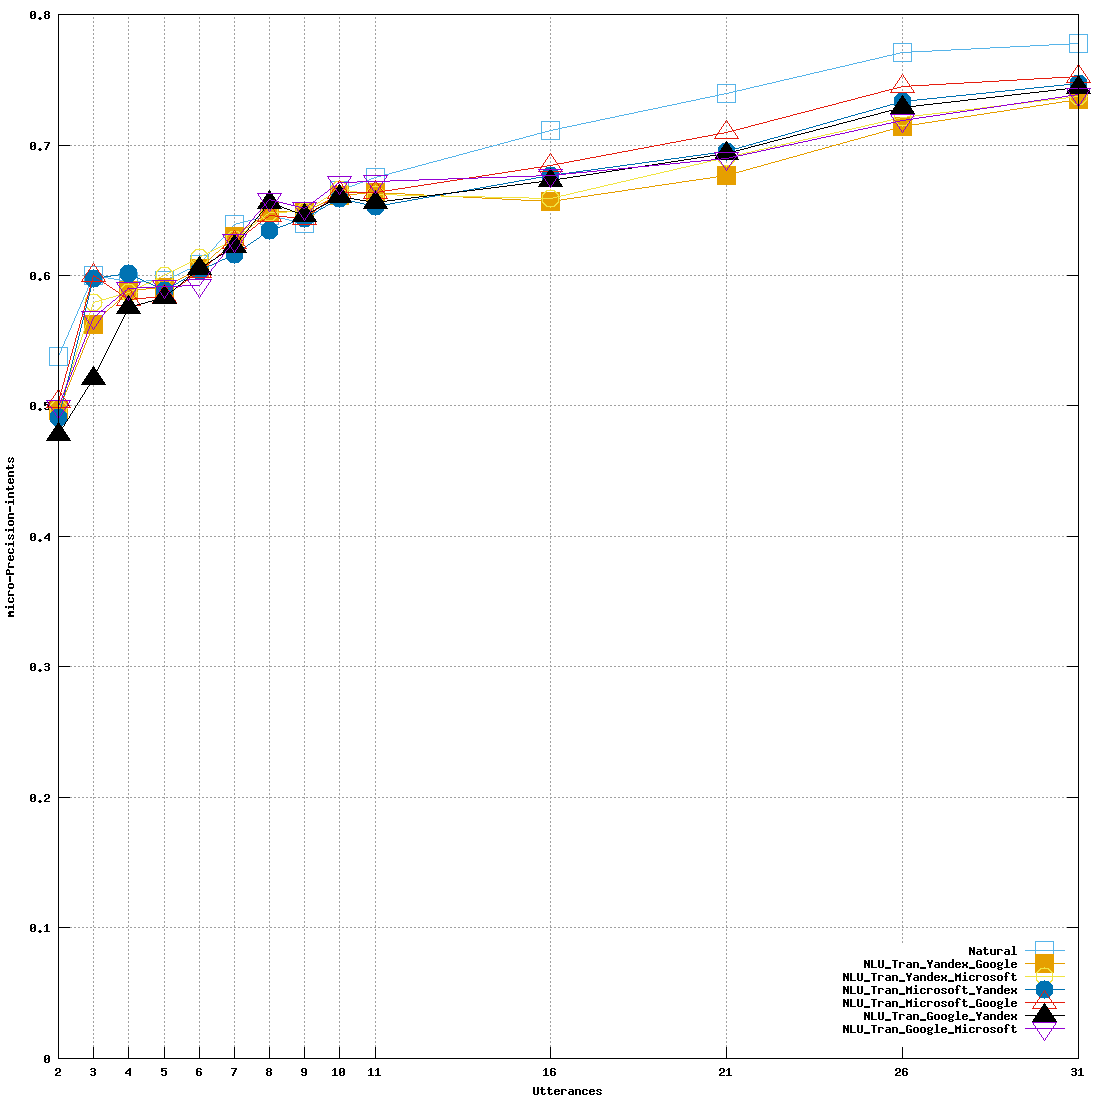 0.8
0.7
0.6
0.5
0.4
0.3
0.2
0.1
0
micro-Precision-intents
2 3 4 5 6 7 8 9 10 11 16 21 26 31
Utterances
Natural
NLU_Tran_Yandex_Google
NLU_Tran_Yandex_Microsoft
NLU_Tran_Microsoft_Yandex
NLU_Tran_Microsoft_Google
NLU_Tran_Google_Yandex
NLU_Tran_Google_Microsoft